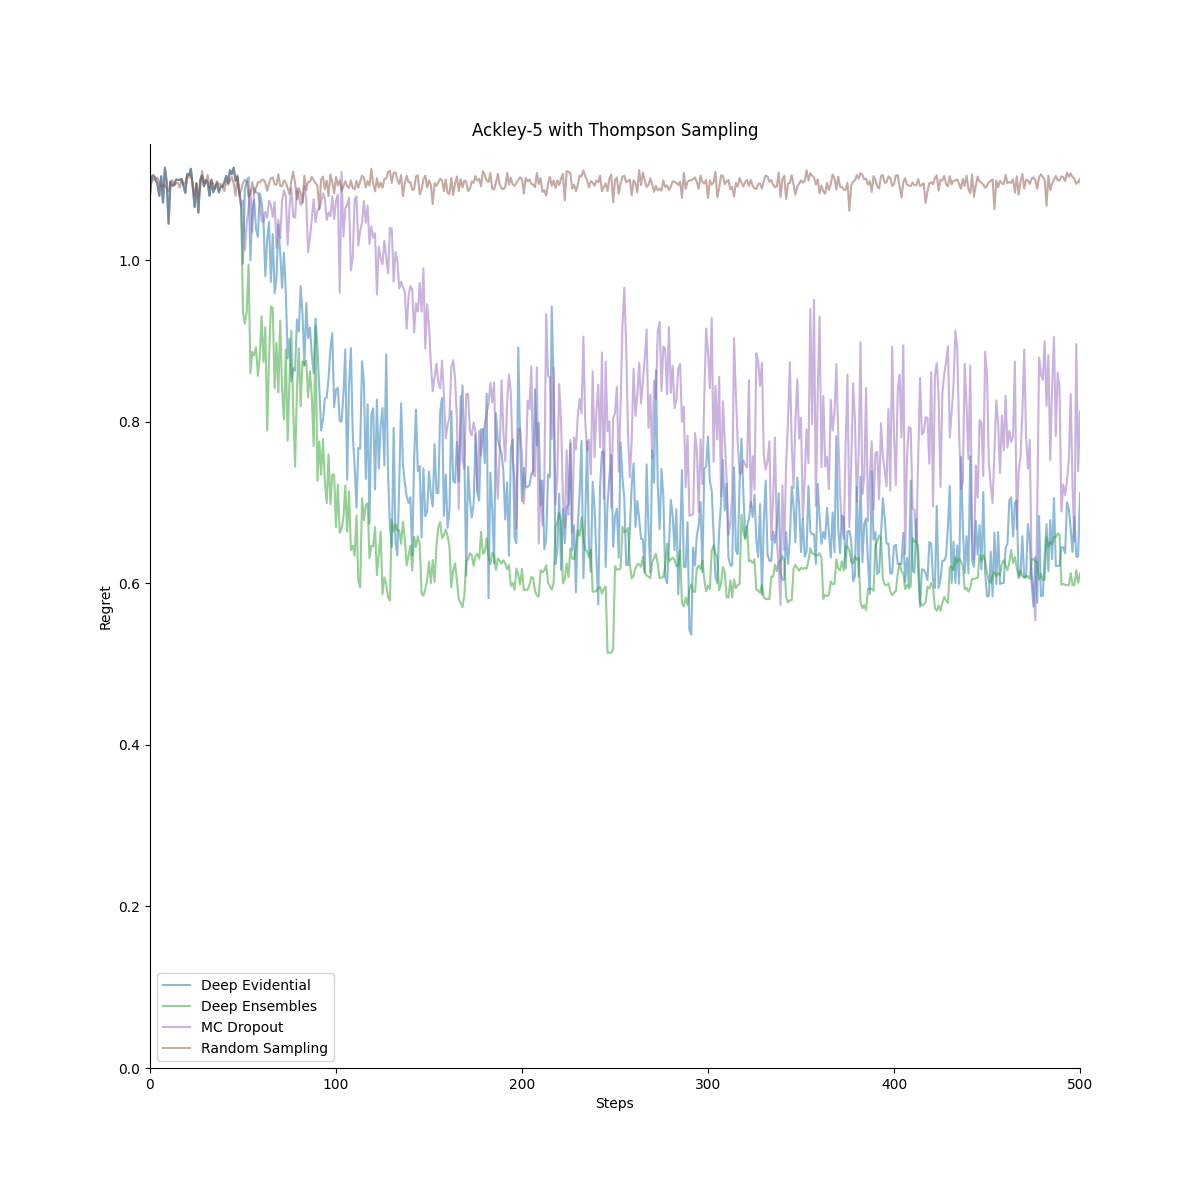 Ackley-5 with Thompson Sampling
1.0
0.8
0.6
0.4
0.2
0.0
Regret
Deep Evidential
Deep Ensembles
MC Dropout
Random Sampling
0 100 200 300 400 500
Steps